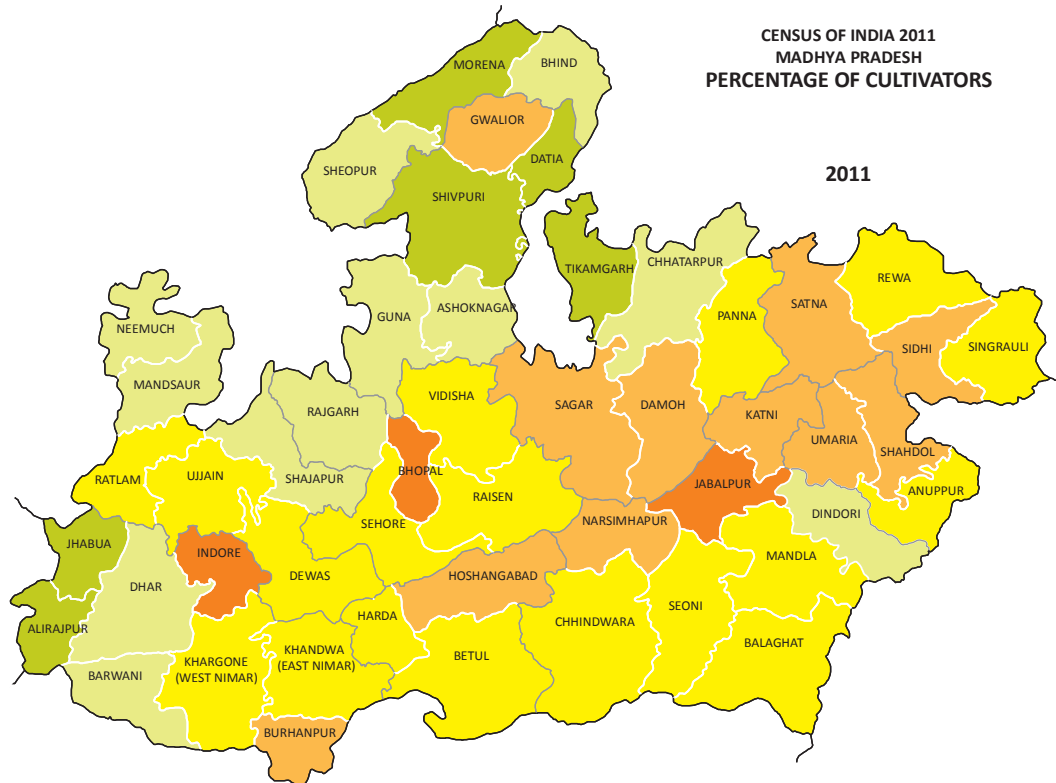 CENSUS OF INDIA 2011
MADHYA PRADESH
PERCENTAGE OF CULTIVATORS
2011
MORENA
BHIND
GWALIOR
DATIA
SHEOPUR
SHIVPURI
TIKAMGARH
CHHATARPUR
REWA
PANNA
SATNA
SIDHI
SINGRAULI
GUNA
ASHOKNAGAR
NEEMUCH
MANDSAUR
RAJGARH
VIDISHA
SAGAR
DAMOH
KATNI
UMARIA
SHAHDOL
ANUPPUR
RATLAM
UJJAIN
SHAJAPUR
BHOPAL
RAISEN
JABALPUR
DINDORI
SEHORE
NARSIMHAPUR
MANDLA
JHABUA
INDORE
DEWAS
HOSHANGABAD
DHAR
SEONI
ALIRAJPUR
HARDA
CHHINDWARA
BALAGHAT
BARWANI
KHARGONE
(WEST NIMAR)
KHANDWA
(EAST NIMAR)
BETUL
BURHANPUR